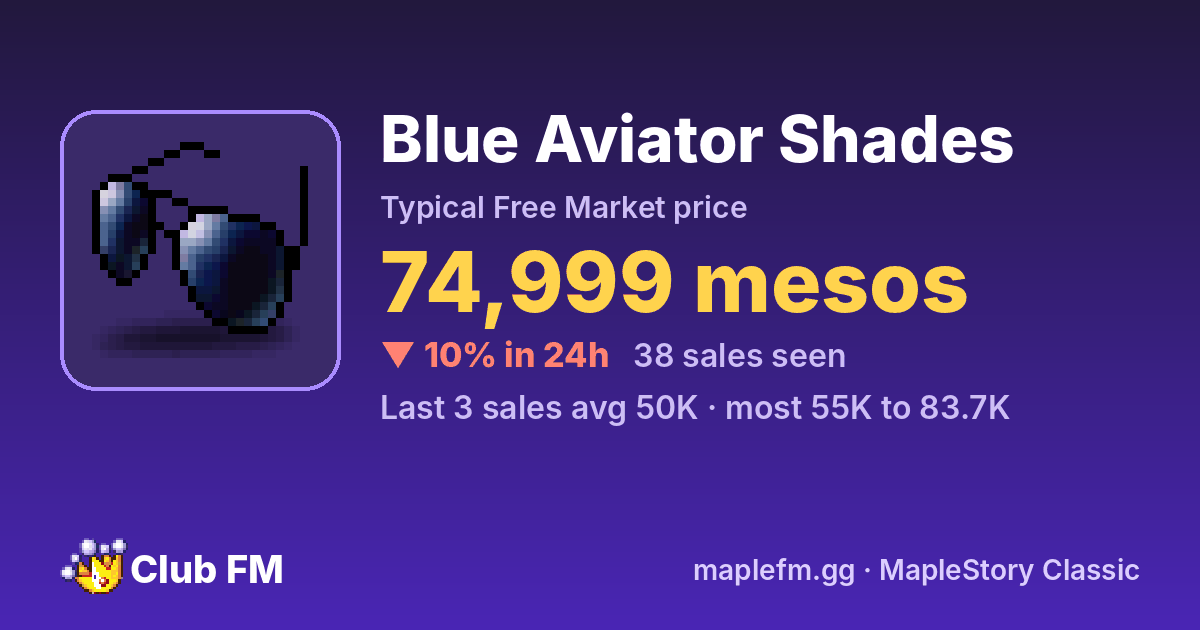 Blue Aviator Shades
Typical Free Market price
74,999 mesos
▼ 10% in 24h 38 sales seen
Last 3 sales avg 50K · most 55K to 83.7K
Club FM
maplefm.gg · MapleStory Classic